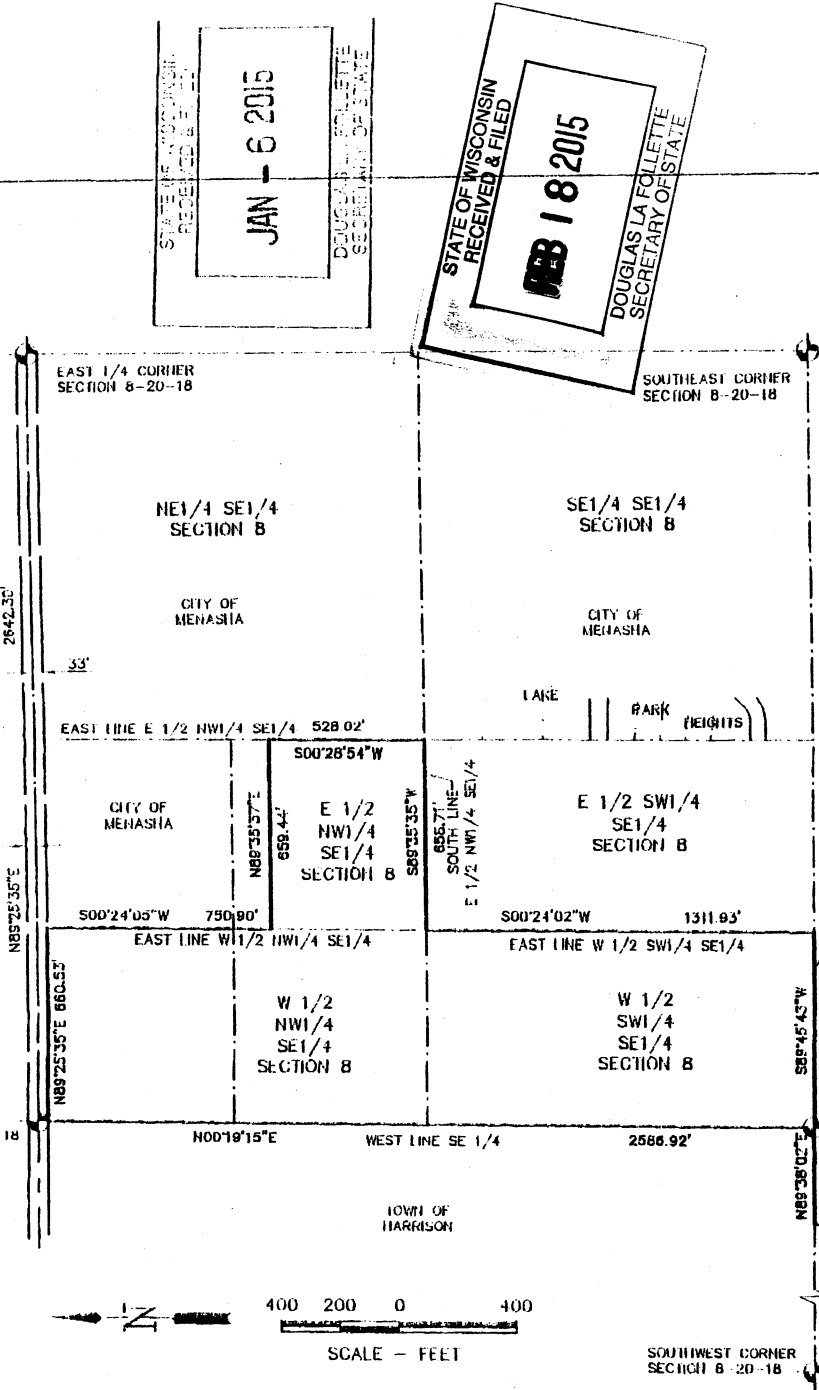 STATE OF WISCONSIN
RECEIVED & FILED
JAN - 6 2015
DOUGLAS LA FOLLETTE
SECRETARY OF STATE
STATE OF WISCONSIN
RECEIVED & FILED
FEB 18 2015
DOUGLAS LA FOLLETTE
SECRETARY OF STATE
EAST 1/4 CORNER
SECTION 8-20-18
SOUTHEAST CORNER
SECTION 8-20-18
NE1/4 SE1/4
SECTION 8
SE1/4 SE1/4
SECTION 8
CITY OF
MENASHA
CITY OF
MENASHA
2642.30'
33'
LAKE PARK HEIGHTS
EAST LINE E 1/2 NW1/4 SE1/4 528.02'
S00°28'54"W
CITY OF
MENASHA
N89°35'37"E
659.44'
E 1/2
NW1/4
SE1/4
SECTION 8
S89°35'35"W
656.71'
SOUTH LINE
E 1/2 NW1/4 SE1/4
E 1/2 SW1/4
SE1/4
SECTION 8
N89°25'35"E
S00°24'05"W 750.90'
EAST LINE W 1/2 NW1/4 SE1/4
S00°24'02"W 1311.93'
EAST LINE W 1/2 SW1/4 SE1/4
N89°25'35"E 660.53'
W 1/2
NW1/4
SE1/4
SECTION 8
W 1/2
SW1/4
SE1/4
SECTION 8
S89°45'43"W
18
N00°19'15"E WEST LINE SE 1/4 2586.92'
N89°38'02"E
TOWN OF
HARRISON
N
400 200 0 400
SCALE - FEET
SOUTHWEST CORNER
SECTION 8-20-18